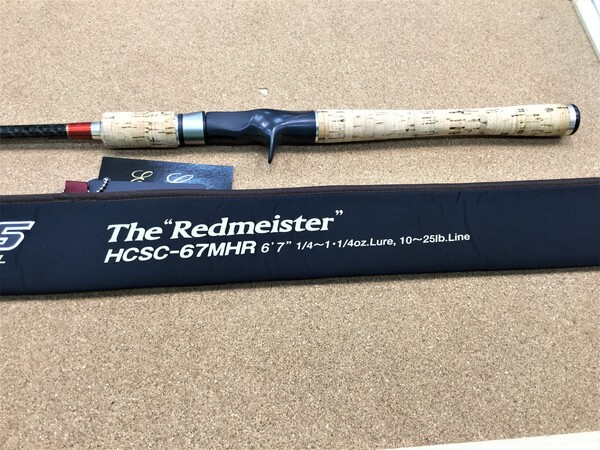 The "Redmeister"
HCSC-67MHR 6'7" 1/4~1・1/4oz.Lure, 10~25lb.Line